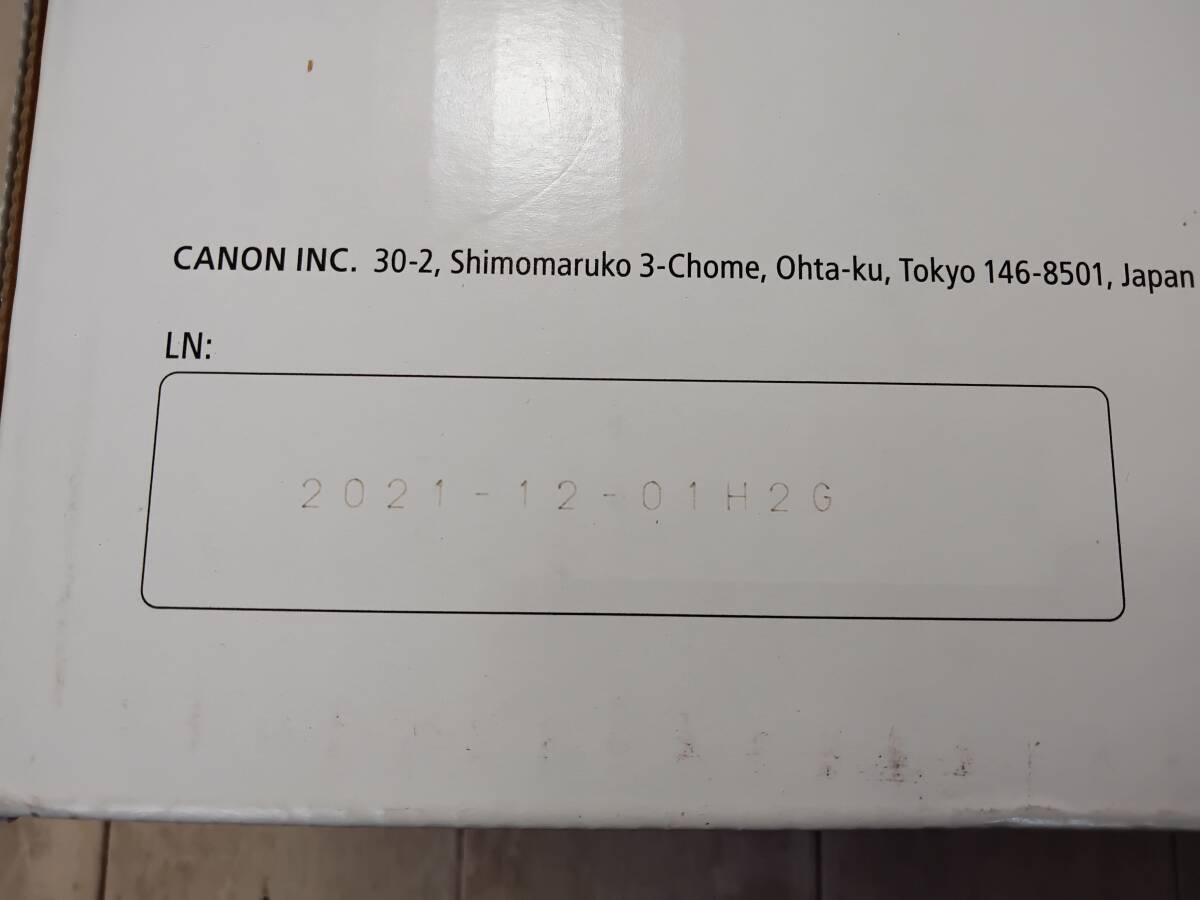 CANON INC. 30-2, Shimomaruko 3-Chome, Ohta-ku, Tokyo 146-8501, Japan
LN:
2021-12-01H2G